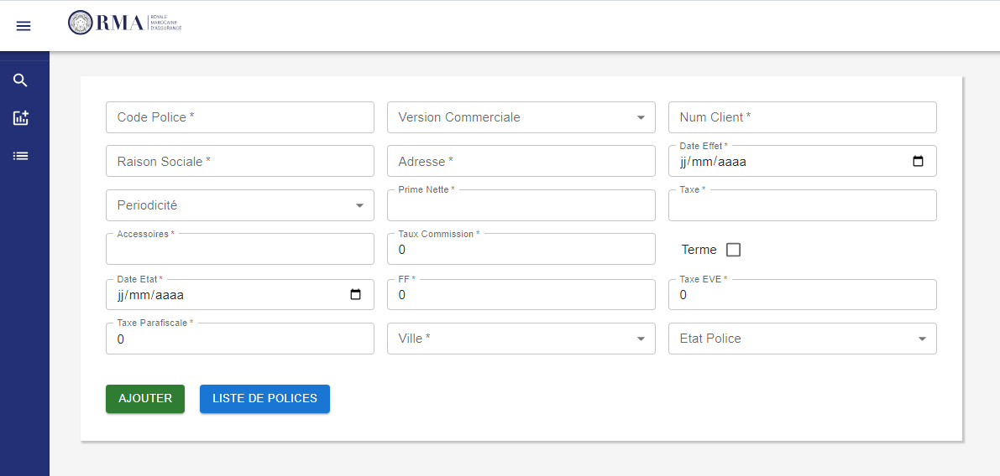 RMA
ROYALE
MAROCAINE
D'ASSURANCE
Code Police *
Version Commerciale
Num Client *
Raison Sociale *
Adresse *
Date Effet *
jj/mm/aaaa
Periodicité
Prime Nette *
Taxe *
Accessoires *
Taux Commission *
0
Terme
Date Etat *
jj/mm/aaaa
FF *
0
Taxe EVE *
0
Taxe Parafiscale *
0
Ville *
Etat Police
AJOUTER
LISTE DE POLICES